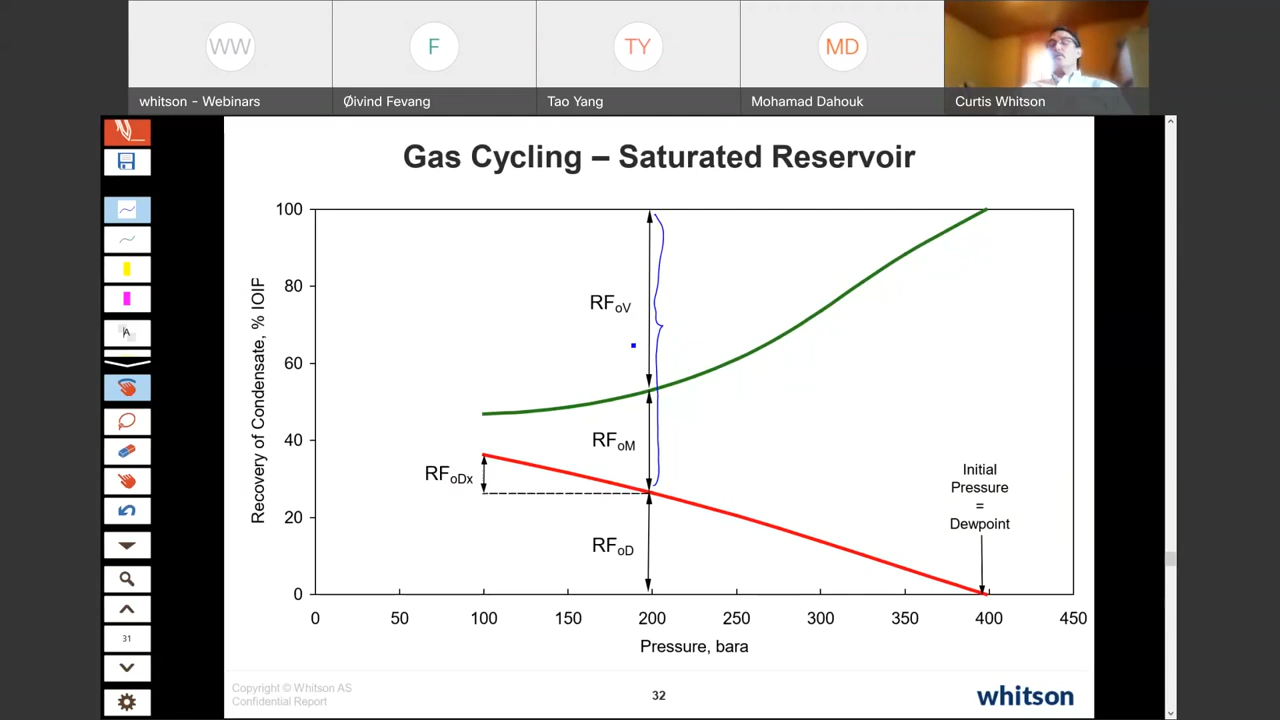 WW
F
TY
MD
whitson - Webinars
Øivind Fevang
Tao Yang
Mohamad Dahouk
Curtis Whitson
Gas Cycling – Saturated Reservoir
Recovery of Condensate, % IOIF
100
80
60
40
20
0
RFoV
RFoM
RFoDx
RFoD
Initial
Pressure
=
Dewpoint
0 50 100 150 200 250 300 350 400 450
Pressure, bara
A
31
Copyright © Whitson AS
Confidential Report
32
whitson